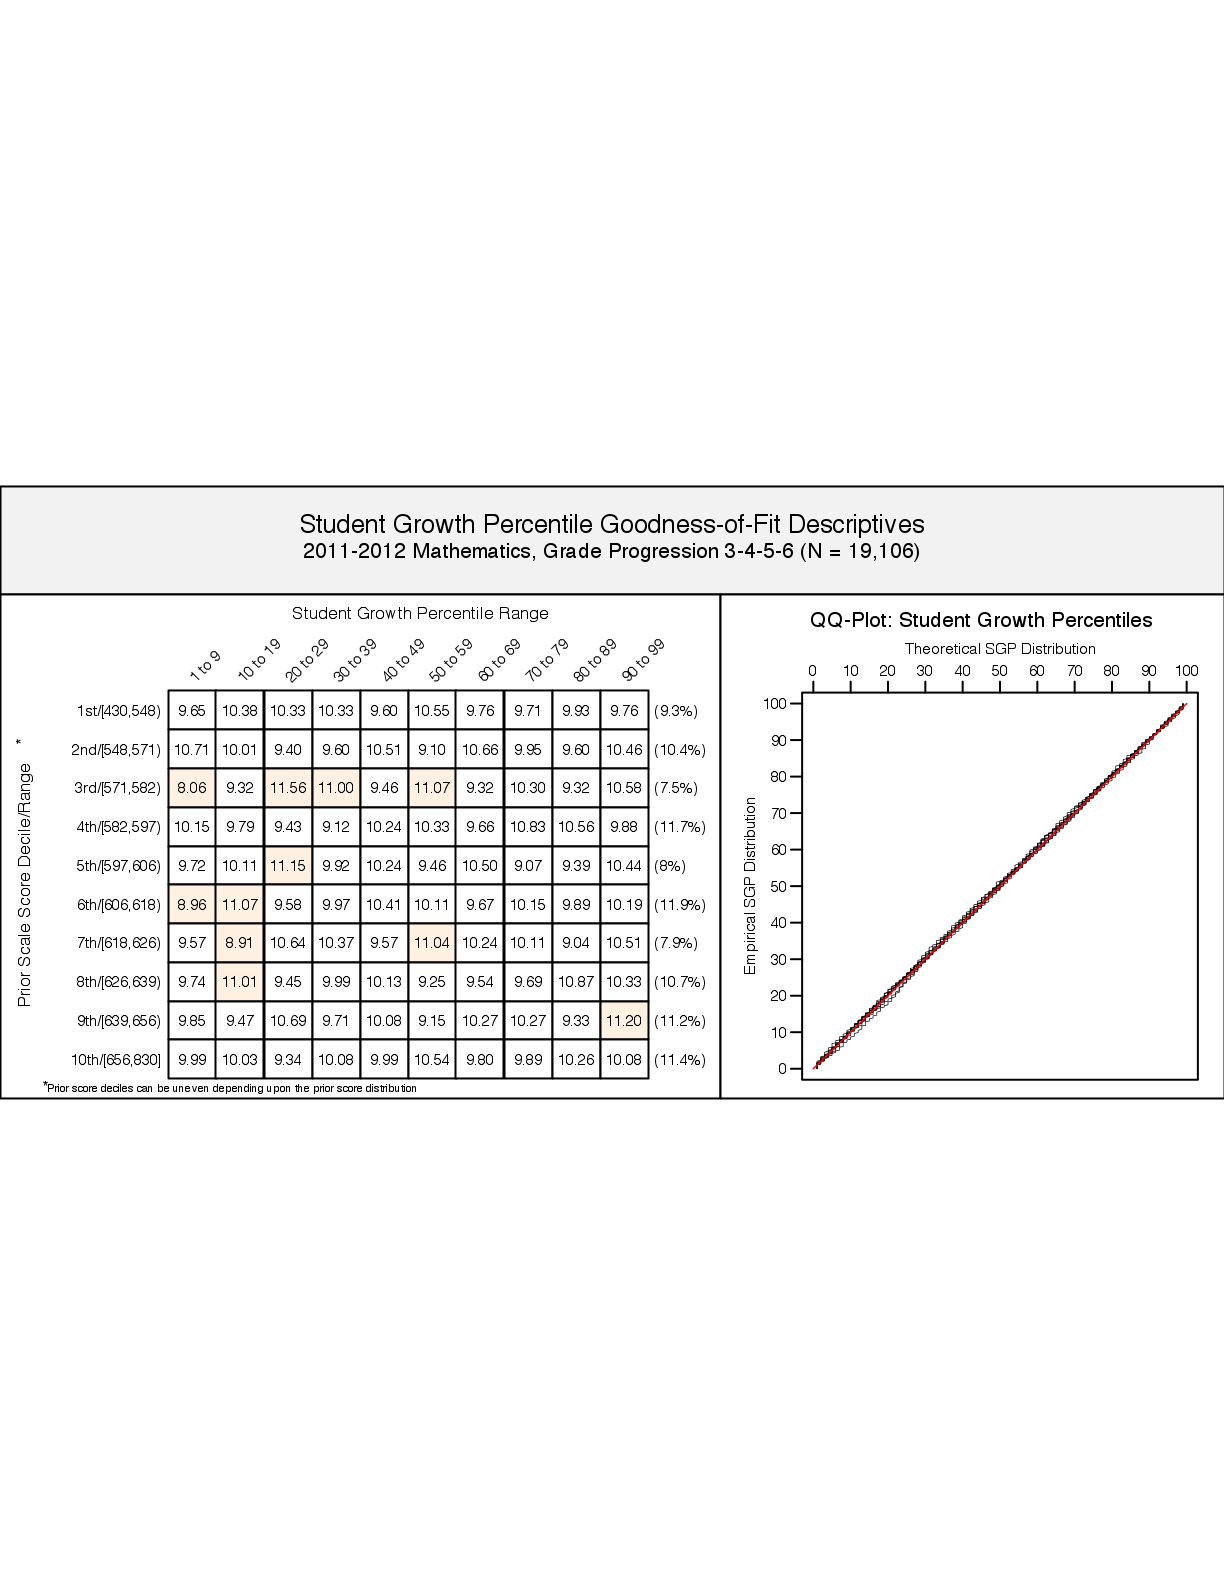 Student Growth Percentile Goodness-of-Fit Descriptives
2011-2012 Mathematics, Grade Progression 3-4-5-6 (N = 19,106)
Student Growth Percentile Range
1 to 9 10 to 19 20 to 29 30 to 39 40 to 49 50 to 59 60 to 69 70 to 79 80 to 89 90 to 99
Prior Scale Score Decile/Range *
1st/[430,548) 9.65 10.38 10.33 10.33 9.60 10.55 9.76 9.71 9.93 9.76 (9.3%)
2nd/[548,571) 10.71 10.01 9.40 9.60 10.51 9.10 10.66 9.95 9.60 10.46 (10.4%)
3rd/[571,582) 8.06 9.32 11.56 11.00 9.46 11.07 9.32 10.30 9.32 10.58 (7.5%)
4th/[582,597) 10.15 9.79 9.43 9.12 10.24 10.33 9.66 10.83 10.56 9.88 (11.7%)
5th/[597,606) 9.72 10.11 11.15 9.92 10.24 9.46 10.50 9.07 9.39 10.44 (8%)
6th/[606,618) 8.96 11.07 9.58 9.97 10.41 10.11 9.67 10.15 9.89 10.19 (11.9%)
7th/[618,626) 9.57 8.91 10.64 10.37 9.57 11.04 10.24 10.11 9.04 10.51 (7.9%)
8th/[626,639) 9.74 11.01 9.45 9.99 10.13 9.25 9.54 9.69 10.87 10.33 (10.7%)
9th/[639,656) 9.85 9.47 10.69 9.71 10.08 9.15 10.27 10.27 9.33 11.20 (11.2%)
10th/[656,830] 9.99 10.03 9.34 10.08 9.99 10.54 9.80 9.89 10.26 10.08 (11.4%)
*Prior score deciles can be uneven depending upon the prior score distribution
QQ-Plot: Student Growth Percentiles
Theoretical SGP Distribution
0 10 20 30 40 50 60 70 80 90 100
Empirical SGP Distribution
100
90
80
70
60
50
40
30
20
10
0